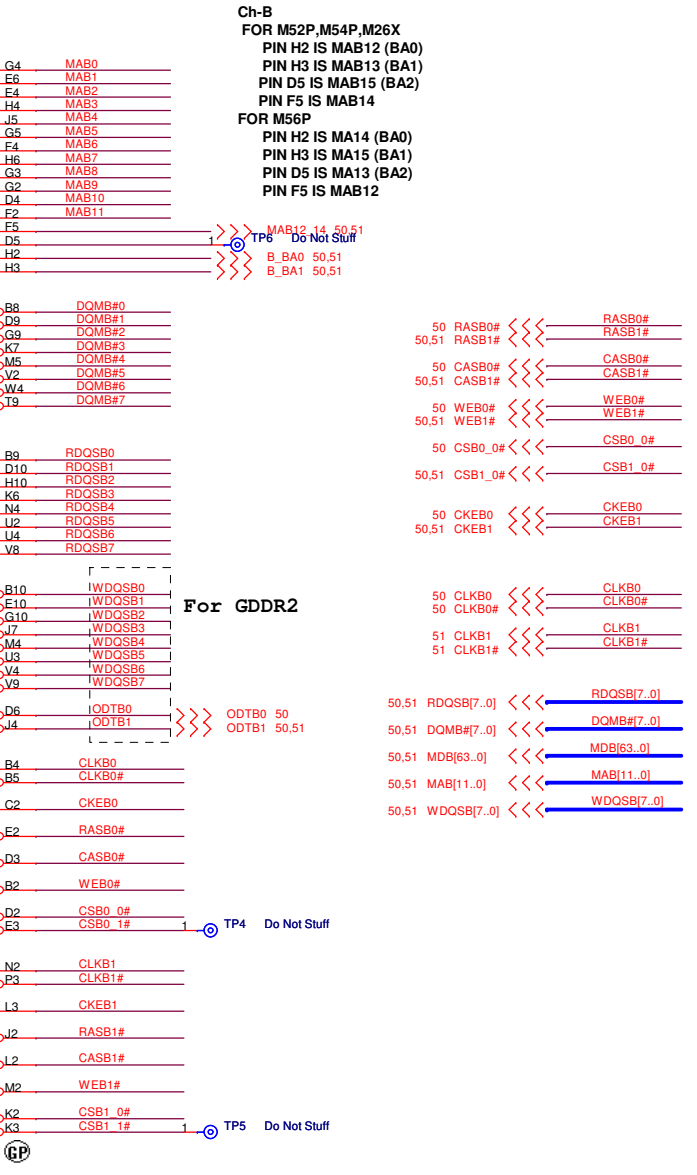 Ch-B
FOR M52P,M54P,M26X
PIN H2 IS MAB12 (BA0)
PIN H3 IS MAB13 (BA1)
PIN D5 IS MAB15 (BA2)
PIN F5 IS MAB14
FOR M56P
PIN H2 IS MA14 (BA0)
PIN H3 IS MA15 (BA1)
PIN D5 IS MA13 (BA2)
PIN F5 IS MAB12
G4 MAB0
E6 MAB1
E4 MAB2
H4 MAB3
J5 MAB4
G5 MAB5
F4 MAB6
H6 MAB7
G3 MAB8
G2 MAB9
D4 MAB10
F2 MAB11
F5 MAB12_14 50,51
D5 1 TP6 Do Not Stuff
H2 B_BA0 50,51
H3 B_BA1 50,51
B8 DQMB#0
D9 DQMB#1
G9 DQMB#2
K7 DQMB#3
M5 DQMB#4
V2 DQMB#5
W4 DQMB#6
T9 DQMB#7
50 RASB0# RASB0#
50,51 RASB1# RASB1#
50 CASB0# CASB0#
50,51 CASB1# CASB1#
50 WEB0# WEB0#
50,51 WEB1# WEB1#
50 CSB0_0# CSB0_0#
50,51 CSB1_0# CSB1_0#
50 CKEB0 CKEB0
50,51 CKEB1 CKEB1
50 CLKB0 CLKB0
50 CLKB0# CLKB0#
51 CLKB1 CLKB1
51 CLKB1# CLKB1#
50,51 RDQSB[7..0] RDQSB[7..0]
50,51 DQMB#[7..0] DQMB#[7..0]
50,51 MDB[63..0] MDB[63..0]
50,51 MAB[11..0] MAB[11..0]
50,51 WDQSB[7..0] WDQSB[7..0]
B9 RDQSB0
D10 RDQSB1
H10 RDQSB2
K6 RDQSB3
N4 RDQSB4
U2 RDQSB5
U4 RDQSB6
V8 RDQSB7
B10 WDQSB0
E10 WDQSB1
G10 WDQSB2
J7 WDQSB3
M4 WDQSB4
U3 WDQSB5
V4 WDQSB6
V9 WDQSB7
For GDDR2
D6 ODTB0 ODTB0 50
J4 ODTB1 ODTB1 50,51
B4 CLKB0
B5 CLKB0#
C2 CKEB0
E2 RASB0#
D3 CASB0#
B2 WEB0#
D2 CSB0_0#
E3 CSB0_1# 1 TP4 Do Not Stuff
N2 CLKB1
P3 CLKB1#
L3 CKEB1
J2 RASB1#
L2 CASB1#
M2 WEB1#
K2 CSB1_0#
K3 CSB1_1# 1 TP5 Do Not Stuff
GP